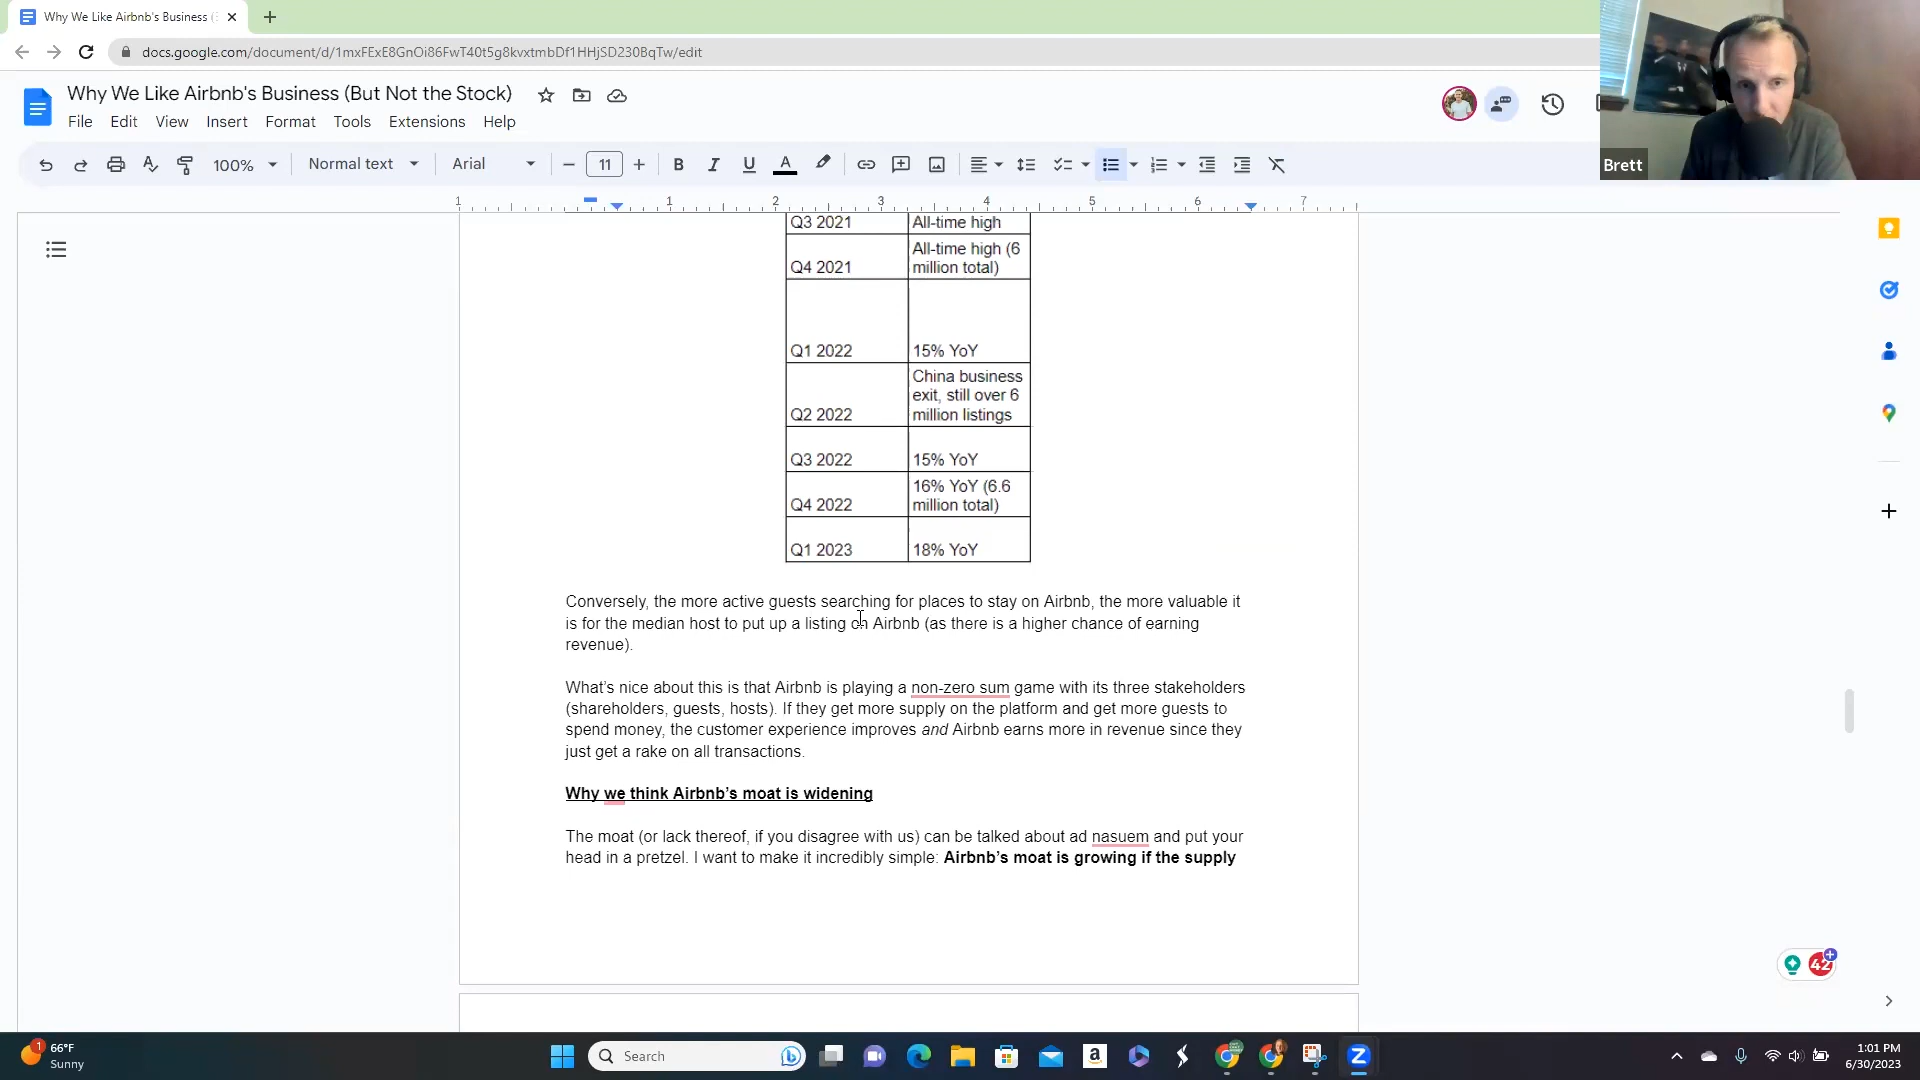 Why We Like Airbnb's Business (
docs.google.com/document/d/1mxFExE8GnOi86FwT40t5g8kvxtmbDf1HHjSD230BqTw/edit
Why We Like Airbnb's Business (But Not the Stock)
File Edit View Insert Format Tools Extensions Help
100% Normal text Arial 11
Brett
1 1 2 3 4 5 6 7
Q3 2021 All-time high
All-time high (6
Q4 2021 million total)
Q1 2022 15% YoY
China business
exit, still over 6
Q2 2022 million listings
Q3 2022 15% YoY
16% YoY (6.6
Q4 2022 million total)
Q1 2023 18% YoY
Conversely, the more active guests searching for places to stay on Airbnb, the more valuable it
is for the median host to put up a listing on Airbnb (as there is a higher chance of earning
revenue).
What's nice about this is that Airbnb is playing a non-zero sum game with its three stakeholders
(shareholders, guests, hosts). If they get more supply on the platform and get more guests to
spend money, the customer experience improves and Airbnb earns more in revenue since they
just get a rake on all transactions.
Why we think Airbnb's moat is widening
The moat (or lack thereof, if you disagree with us) can be talked about ad nasuem and put your
head in a pretzel. I want to make it incredibly simple: Airbnb's moat is growing if the supply
42
1
66°F
Sunny
Search
1:01 PM
6/30/2023